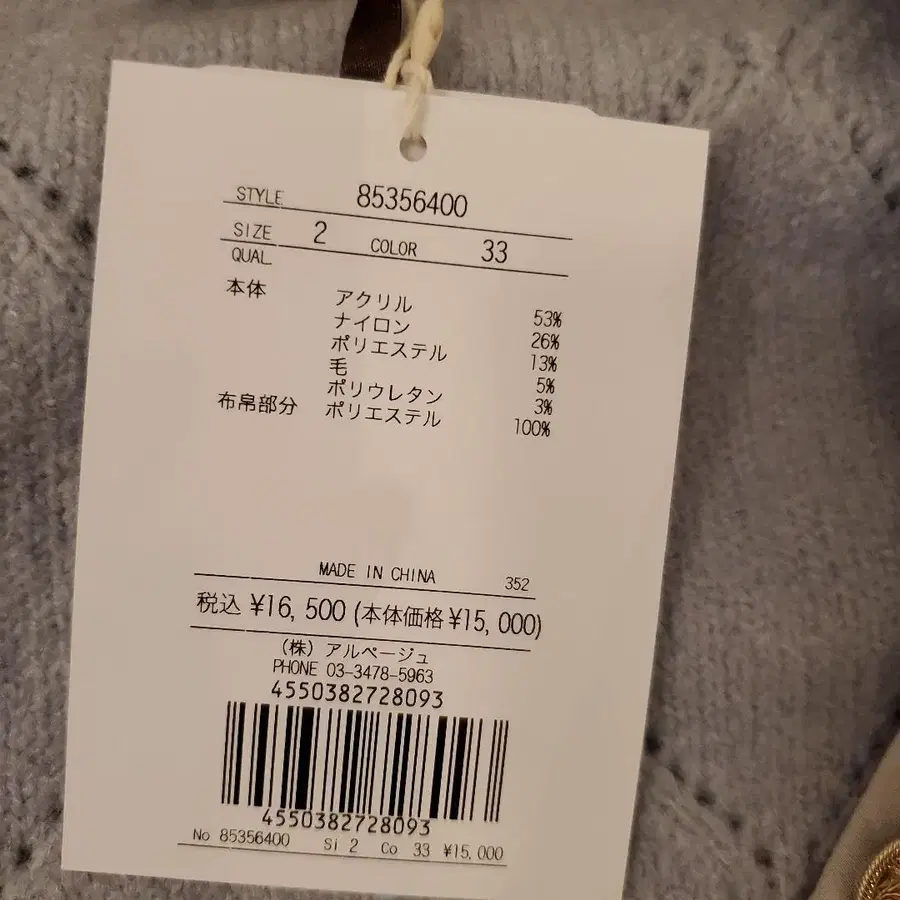 STYLE 85356400
SIZE 2 COLOR 33
QUAL.
本体 アクリル 53%
ナイロン 26%
ポリエステル 13%
毛 5%
ポリウレタン 3%
布帛部分 ポリエステル 100%
MADE IN CHINA 352
税込 ¥16,500 (本体価格¥15,000)
(株) アルページュ
PHONE 03-3478-5963
4550382728093
4550382728093
No 85356400 Si 2 Co 33 ¥15,000